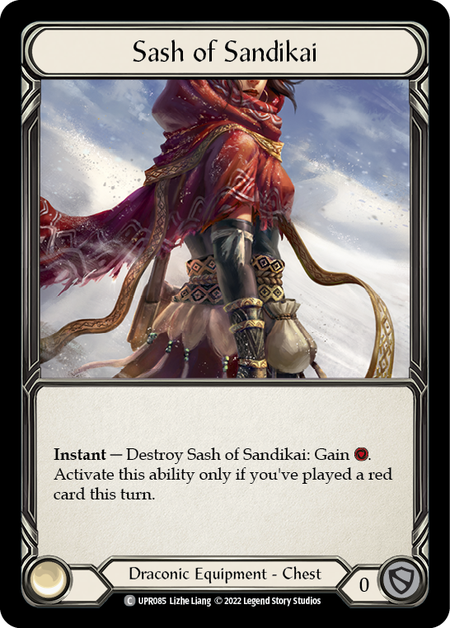 Sash of Sandikai
Instant — Destroy Sash of Sandikai: Gain .
Activate this ability only if you've played a red
card this turn.
Draconic Equipment - Chest
0
C UPR085 Lizhe Liang © 2022 Legend Story Studios